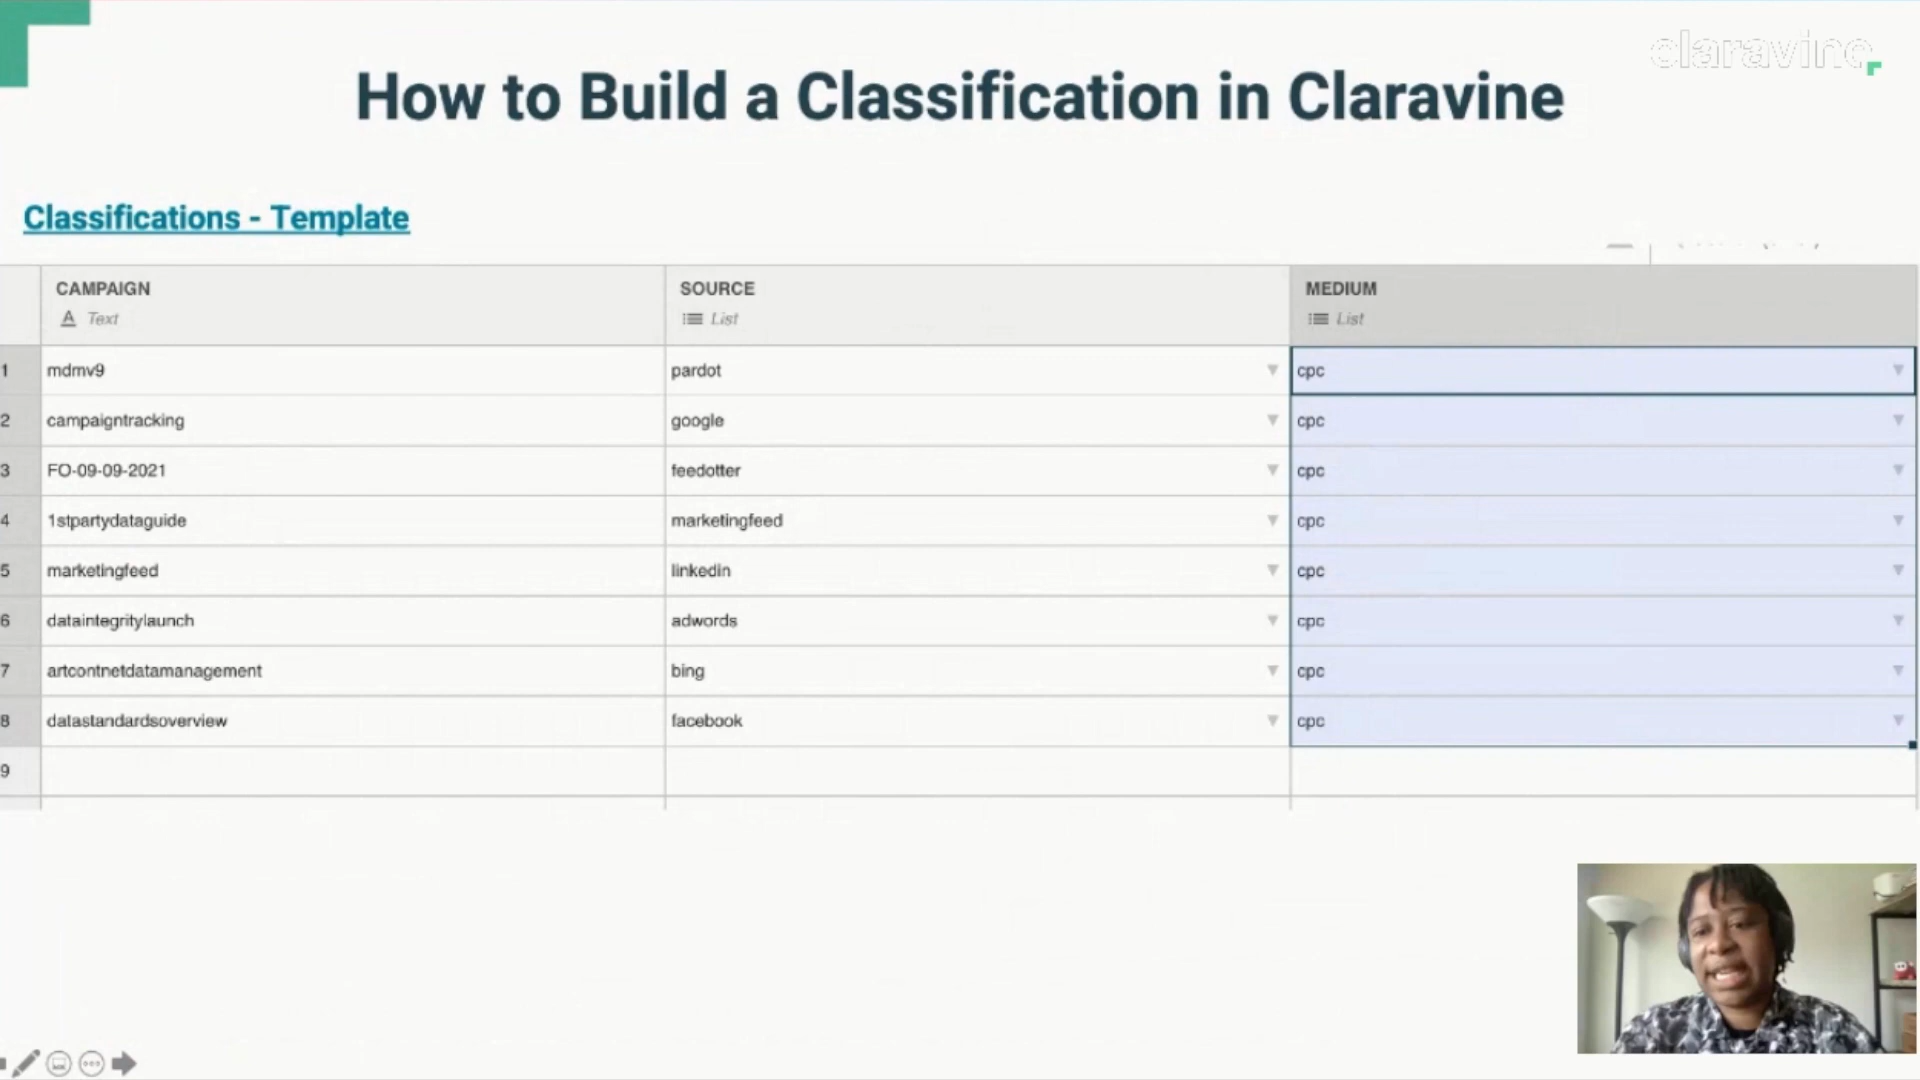 claravine
How to Build a Classification in Claravine
Classifications - Template
CAMPAIGN SOURCE MEDIUM
Text List List
1 mdmv9 pardot cpc
2 campaigntracking google cpc
3 FO-09-09-2021 feedotter cpc
4 1stpartydataguide marketingfeed cpc
5 marketingfeed linkedin cpc
6 dataintegritylaunch adwords cpc
7 artcontnetdatamanagement bing cpc
8 datastandardsoverview facebook cpc
9